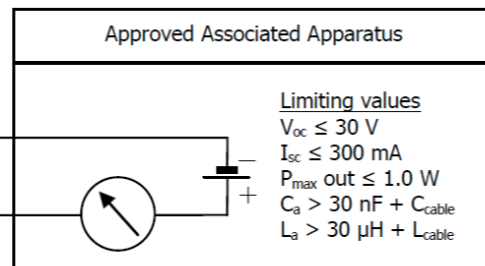 Approved Associated Apparatus
Limiting values
V_oc ≤ 30 V
I_sc ≤ 300 mA
P_max out ≤ 1.0 W
C_a > 30 nF + C_cable
L_a > 30 µH + L_cable
−
+